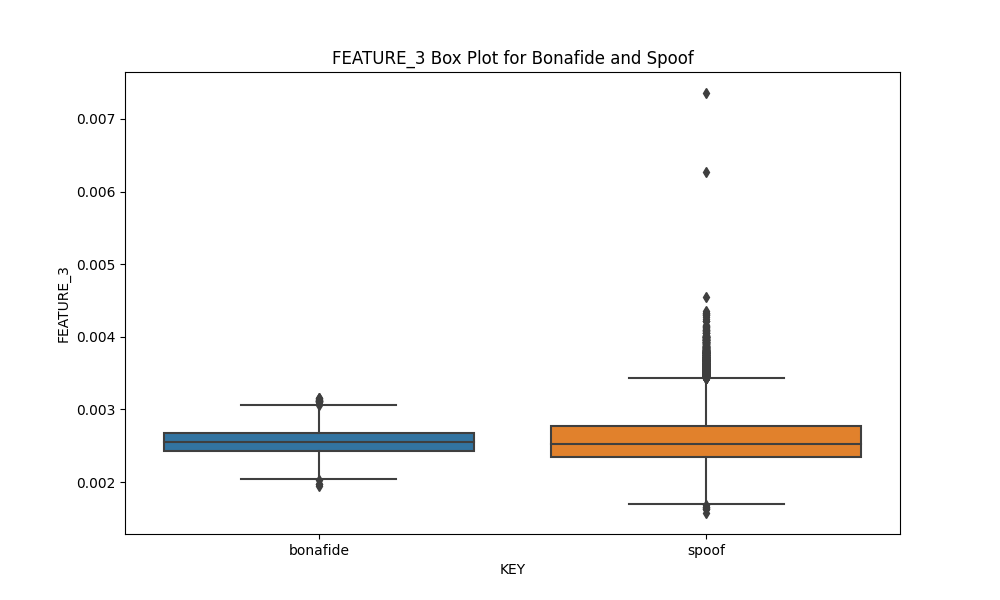 FEATURE_3 Box Plot for Bonafide and Spoof
0.007
0.006
0.005
0.004
0.003
0.002
FEATURE_3
bonafide
spoof
KEY